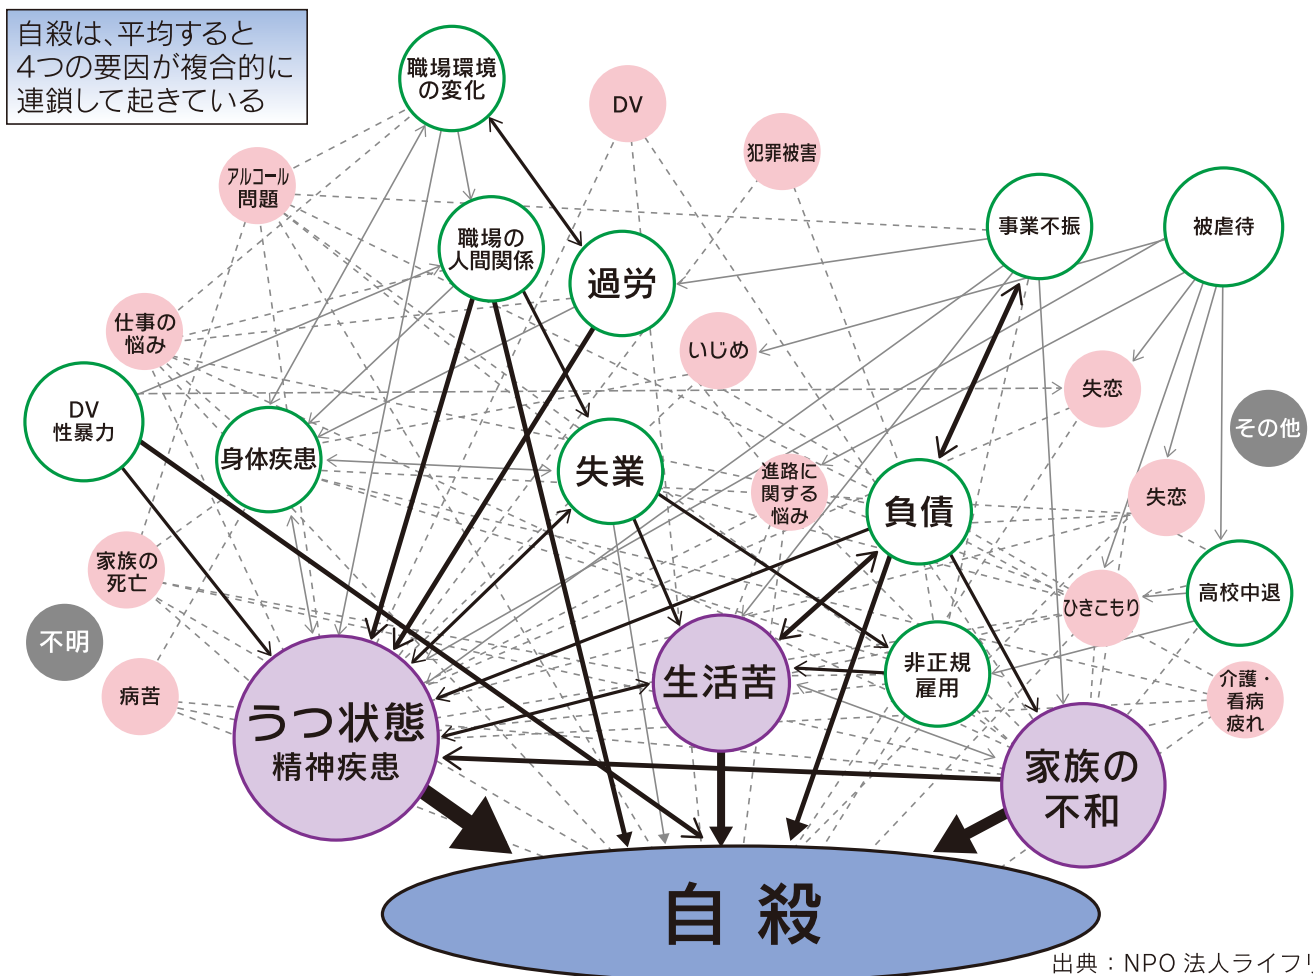 自殺は、平均すると
4つの要因が複合的に
連鎖して起きている
職場環境
の変化
DV
犯罪被害
アルコール
問題
職場の
人間関係
過労
事業不振
被虐待
仕事の
悩み
いじめ
失恋
DV
性暴力
その他
身体疾患
失業
進路に
関する
悩み
負債
失恋
家族の
死亡
高校中退
ひきこもり
不明
病苦
うつ状態
精神疾患
生活苦
非正規
雇用
介護・
看病
疲れ
家族の
不和
自殺
出典：NPO 法人ライフ